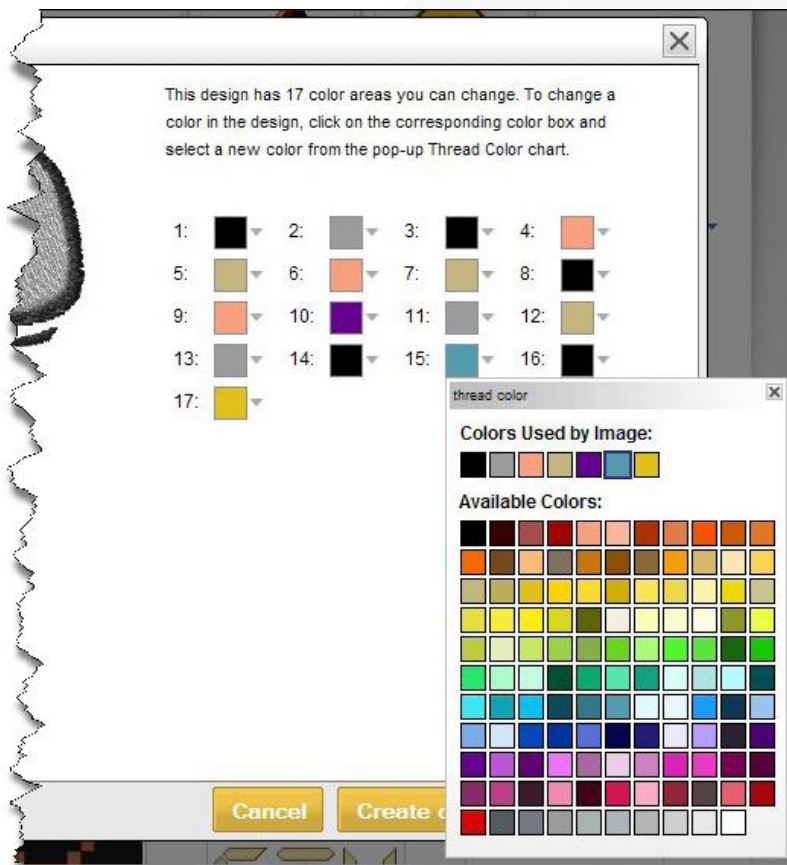 This design has 17 color areas you can change. To change a
color in the design, click on the corresponding color box and
select a new color from the pop-up Thread Color chart.
1: 2: 3: 4:
5: 6: 7: 8:
9: 10: 11: 12:
13: 14: 15: 16:
17:
thread color
Colors Used by Image:
Available Colors:
Cancel Create